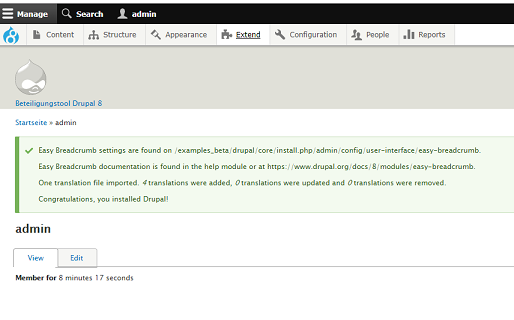 Manage Search admin
Content Structure Appearance Extend Configuration People Reports
Beteiligungstool Drupal 8
Startseite » admin
Easy Breadcrumb settings are found on /examples_beta/drupal/core/install.php/admin/config/user-interface/easy-breadcrumb.
Easy Breadcrumb documentation is found in the help module or at https://www.drupal.org/docs/8/modules/easy-breadcrumb.
One translation file imported. 4 translations were added, 0 translations were updated and 0 translations were removed.
Congratulations, you installed Drupal!
admin
View Edit
Member for 8 minutes 17 seconds